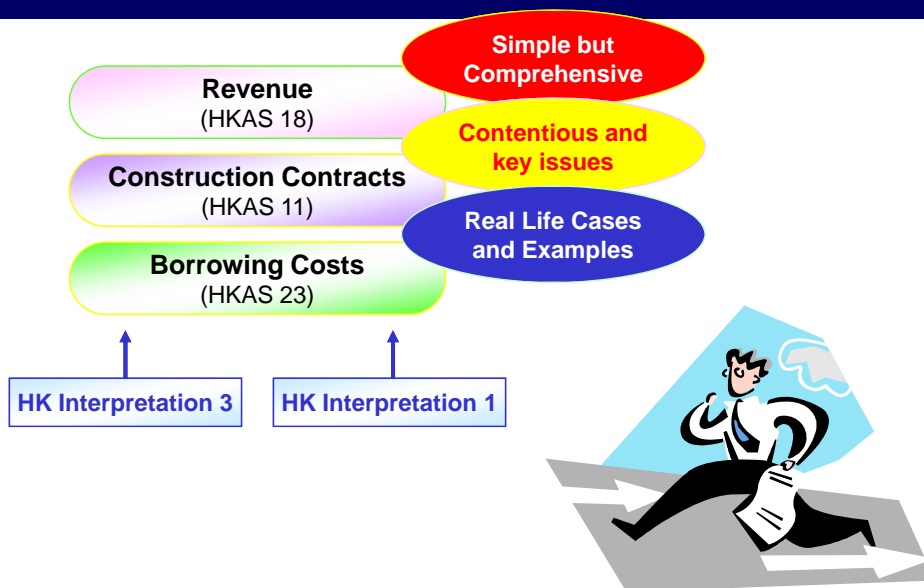 Revenue
(HKAS 18)
Construction Contracts
(HKAS 11)
Borrowing Costs
(HKAS 23)
Simple but
Comprehensive
Contentious and
key issues
Real Life Cases
and Examples
HK Interpretation 3
HK Interpretation 1